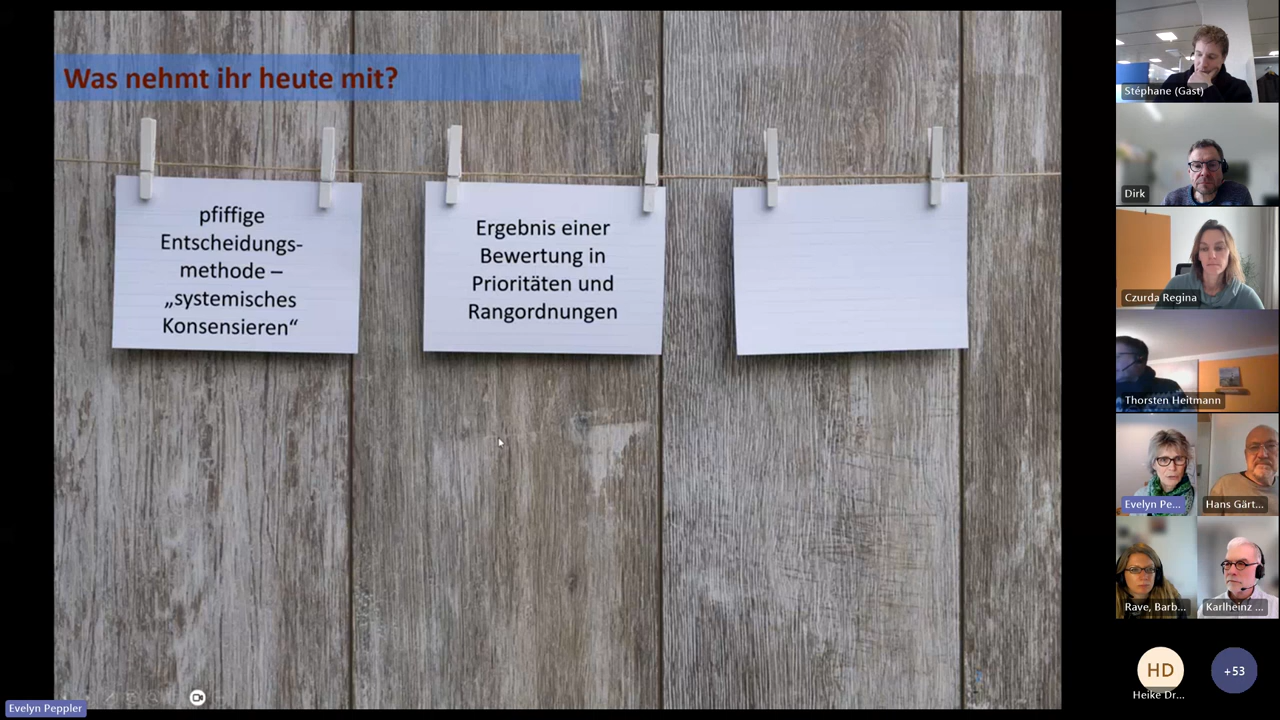 Was nehmt ihr heute mit?
pfiffige
Entscheidungs-
methode –
„systemisches
Konsensieren“
Ergebnis einer
Bewertung in
Prioritäten und
Rangordnungen
Stéphane (Gast)
Dirk
Czurda Regina
Thorsten Heitmann
Evelyn Pe...
Hans Gärt...
Rave, Barb...
Karlheinz ...
HD
Heike Dr...
+53
Evelyn Peppler